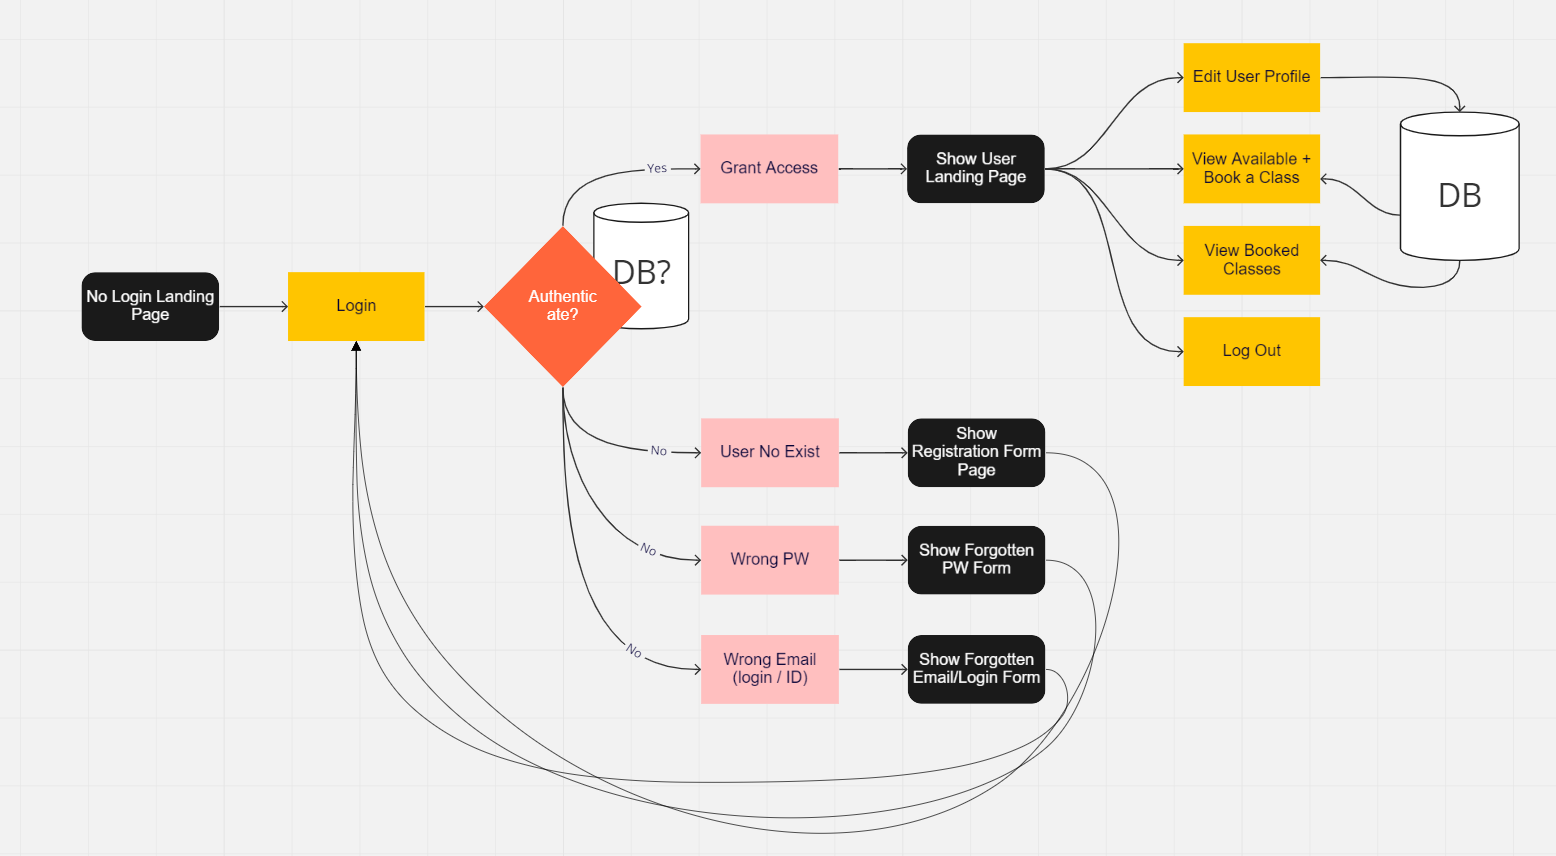 No Login Landing
Page
Login
Authentic
ate?
DB?
Yes
Grant Access
Show User
Landing Page
Edit User Profile
View Available +
Book a Class
View Booked
Classes
Log Out
DB
No
User No Exist
Show
Registration Form
Page
No
Wrong PW
Show Forgotten
PW Form
No
Wrong Email
(login / ID)
Show Forgotten
Email/Login Form